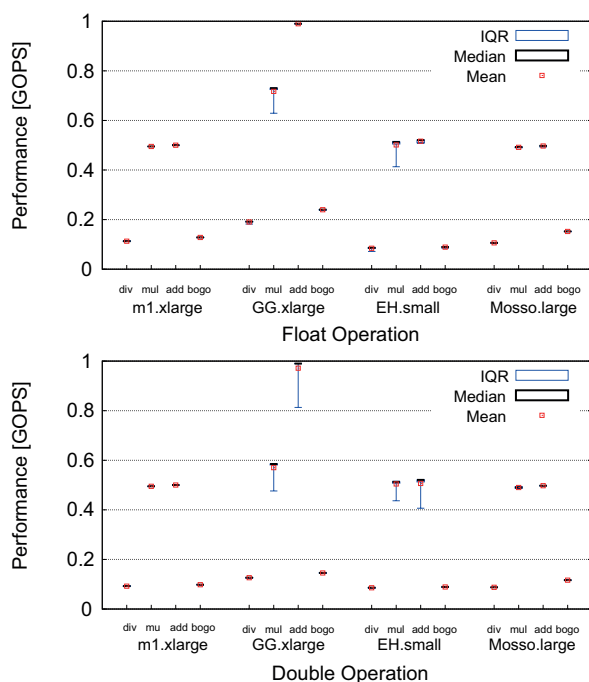 Performance [GOPS]
1
0.8
0.6
0.4
0.2
0
IQR
Median
Mean
div mul add bogo div mul add bogo div mul add bogo div mul add bogo
m1.xlarge GG.xlarge EH.small Mosso.large
Float Operation
Performance [GOPS]
1
0.8
0.6
0.4
0.2
0
IQR
Median
Mean
div mu add bogo div mul add bogo div mul add bogo div mul add bogo
m1.xlarge GG.xlarge EH.small Mosso.large
Double Operation